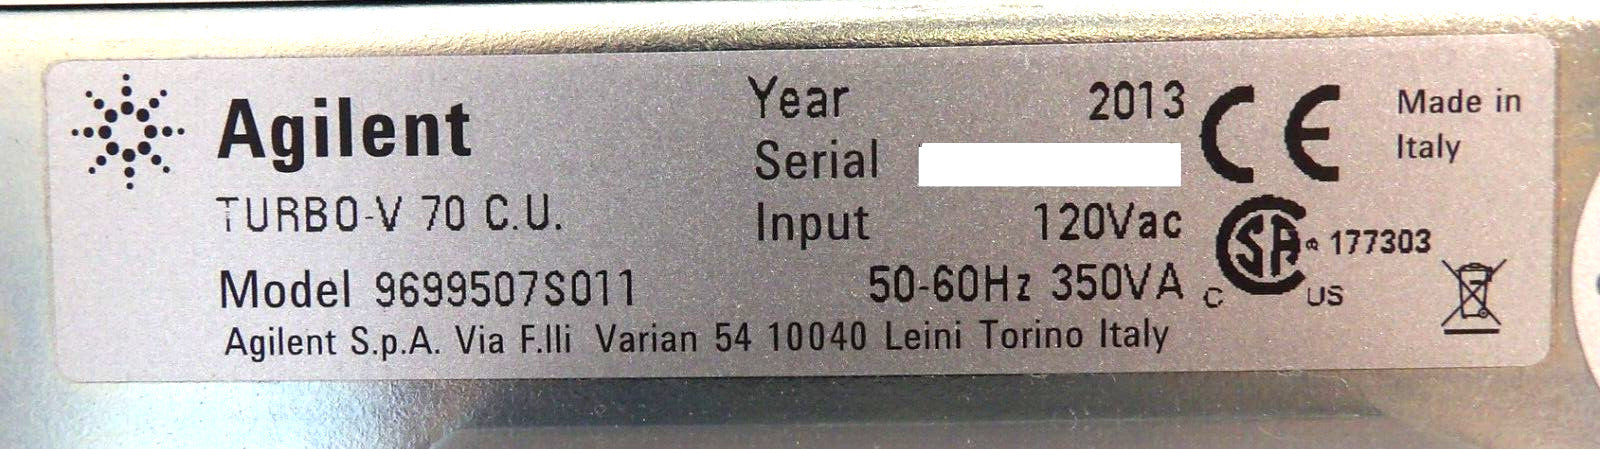 Agilent
TURBO-V 70 C.U.
Model 9699507S011
Agilent S.p.A. Via F.lli Varian 54 10040 Leini Torino Italy
Year 2013
Serial
Input 120Vac
50-60Hz 350VA
CE
Made in
Italy
SA ® 177303
C US